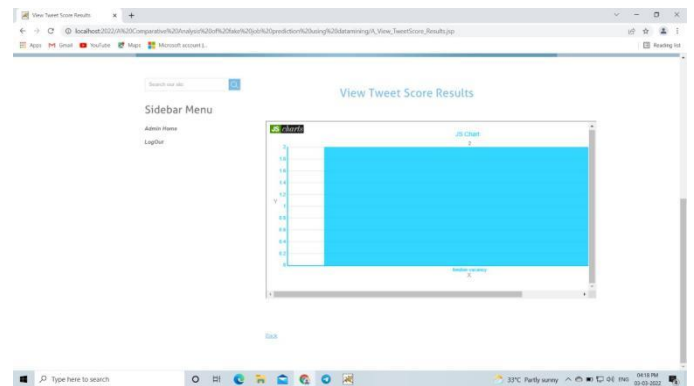 View Tweet Score Results
localhost:2022/A%20Comparative%20Analysis%20of%20fake%20job%20prediction%20using%20datamining/A_View_TweetScore_Results.jsp
Apps Gmail YouTube Maps Microsoft account |... Reading list
Search our site
View Tweet Score Results
Sidebar Menu
Admin Home
LogOut
JS charts
JS Chart
2
2
1.8
1.6
1.4
1.2
1
0.8
0.6
0.4
0.2
0
Y
X
Back
Type here to search
33°C Partly sunny ENG 04:18 PM
03-03-2022